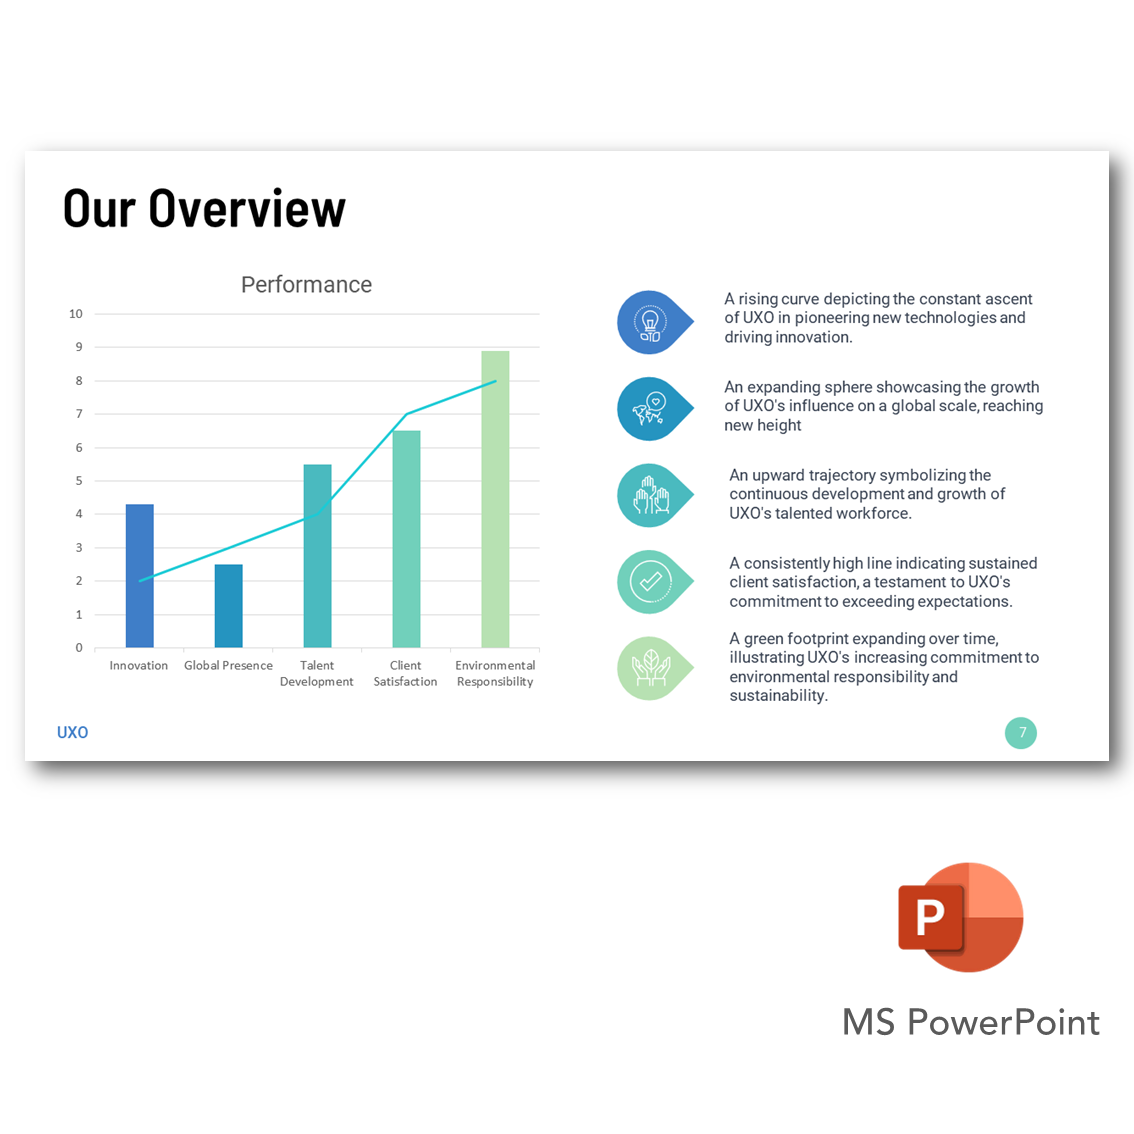 Our Overview
Performance
10
9
8
7
6
5
4
3
2
1
0
Innovation
Global Presence
Talent
Development
Client
Satisfaction
Environmental
Responsibility
A rising curve depicting the constant ascent
of UXO in pioneering new technologies and
driving innovation.
An expanding sphere showcasing the growth
of UXO's influence on a global scale, reaching
new height
An upward trajectory symbolizing the
continuous development and growth of
UXO's talented workforce.
A consistently high line indicating sustained
client satisfaction, a testament to UXO's
commitment to exceeding expectations.
A green footprint expanding over time,
illustrating UXO's increasing commitment to
environmental responsibility and
sustainability.
UXO
7
P
MS PowerPoint